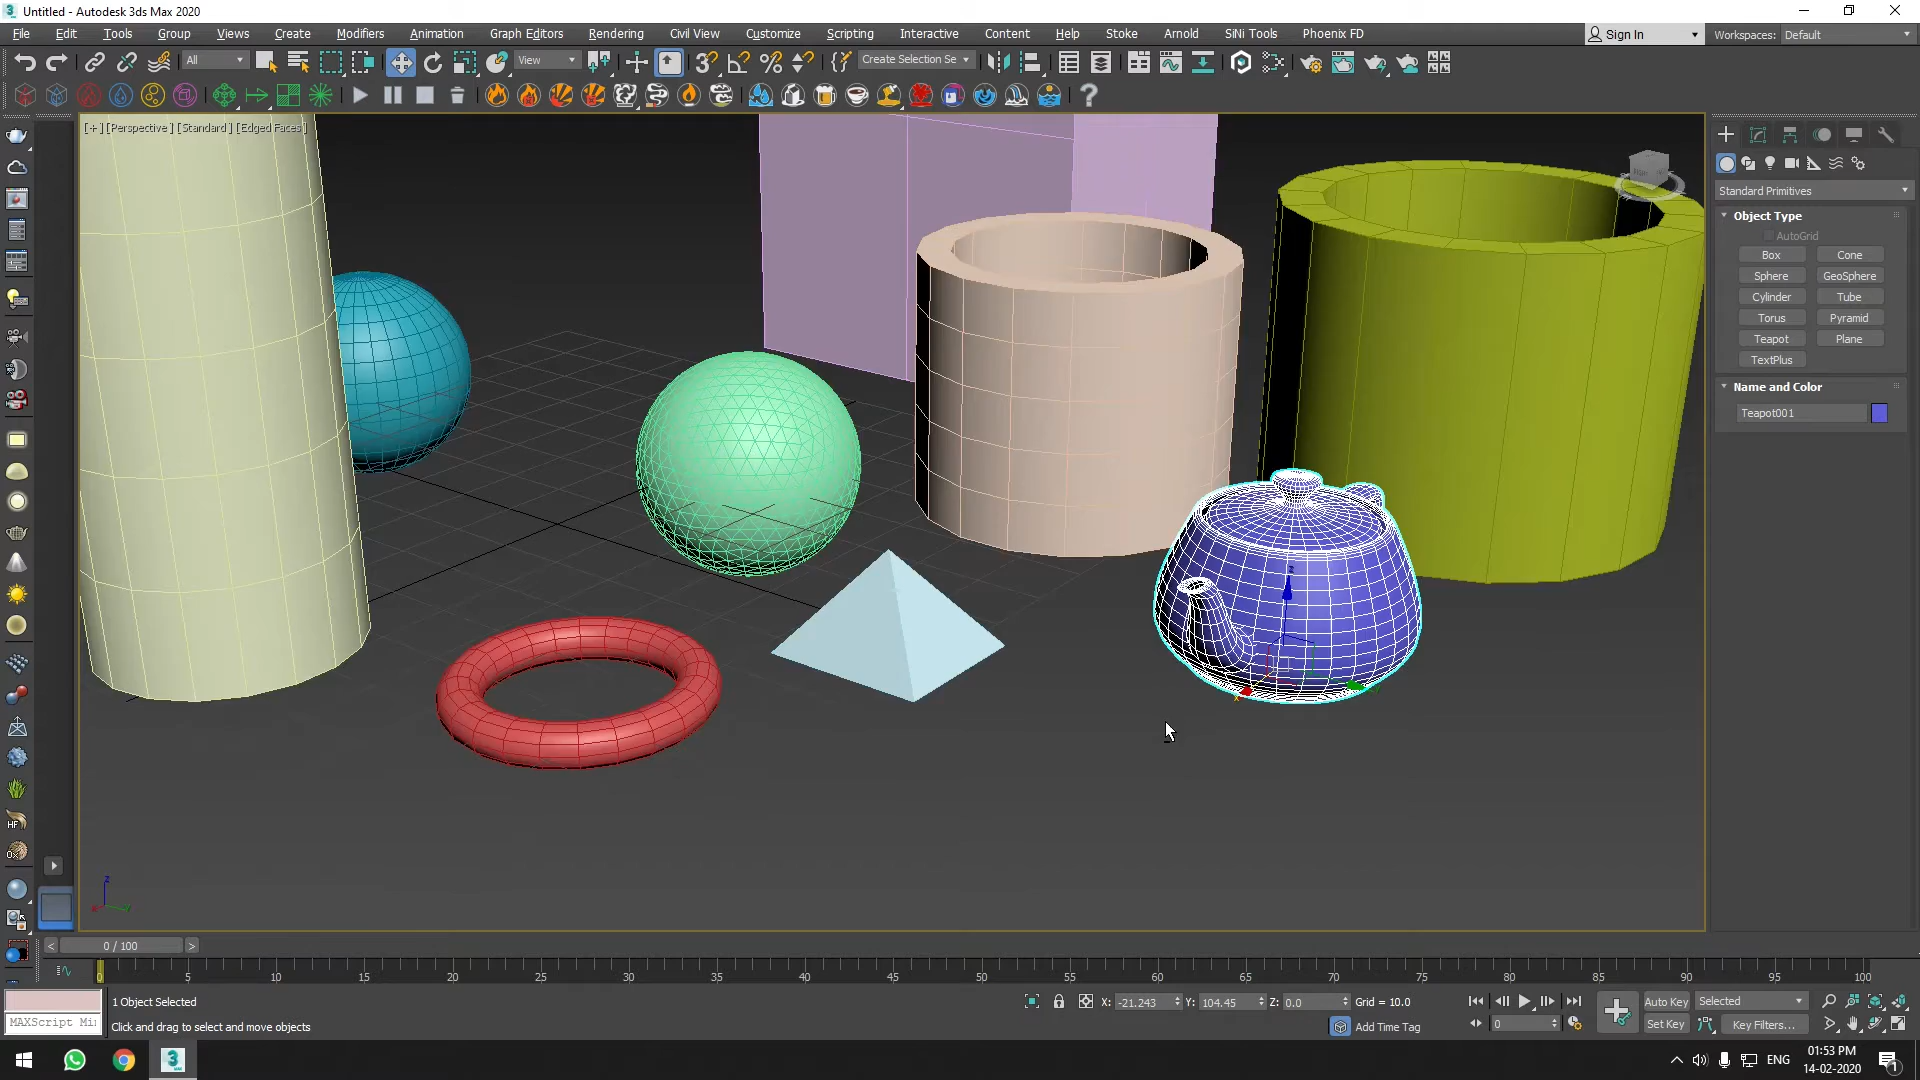 Untitled - Autodesk 3ds Max 2020
File Edit Tools Group Views Create Modifiers Animation Graph Editors Rendering Civil View Customize Scripting Interactive Content Help Stoke Arnold SiNi Tools Phoenix FD
Sign In
Workspaces: Default
All
View
Create Selection Se
[+] [Perspective] [Standard] [Edged Faces]
Standard Primitives
Object Type
AutoGrid
Box Cone
Sphere GeoSphere
Cylinder Tube
Torus Pyramid
Teapot Plane
TextPlus
Name and Color
Teapot001
z
z
< 0 / 100 >
0 5 10 15 20 25 30 35 40 45 50 55 60 65 70 75 80 85 90 95 100
1 Object Selected
X: -21.243 Y: 104.45 Z: 0.0 Grid = 10.0
Auto Key Selected
MAXScript Mi
Click and drag to select and move objects
Add Time Tag
0
Set Key Key Filters...
ENG
01:53 PM
14-02-2020
1